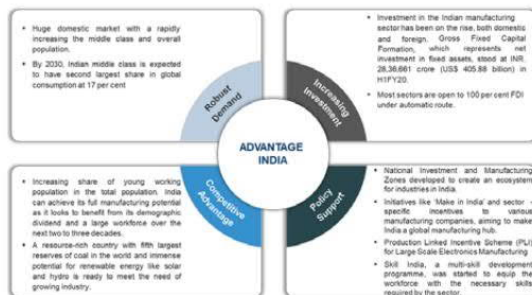 • Huge domestic market with a rapidly
increasing the middle class and overall
population.
• By 2030, Indian middle class is expected
to have second largest share in global
consumption at 17 per cent
Robust
Demand
• Investment in the Indian manufacturing
sector has been on the rise, both domestic
and foreign. Gross Fixed Capital
Formation, which represents net
investment in fixed assets, stood at INR.
28,38,661 crore (US$ 405.88 billion) in
H1FY20.
• Most sectors are open to 100 per cent FDI
under automatic route.
Increasing
Investment
ADVANTAGE
INDIA
• Increasing share of young working
population in the total population. India
can achieve its full manufacturing potential
as it looks to benefit from its demographic
dividend and a large workforce over the
next two to three decades.
• A resource-rich country with fifth largest
reserves of coal in the world and immense
potential for renewable energy like solar
and hydro is ready to meet the need of
growing industry.
Competitive
Advantage
• National Investment and Manufacturing
Zones developed to create an ecosystem
for industries in India.
• Initiatives like 'Make in India' and sector -
specific incentives to various
manufacturing companies, aiming to make
India a global manufacturing hub.
• Production Linked Incentive Scheme (PLI)
for Large Scale Electronics Manufacturing
• Skill India, a multi-skill development
programme, was started to equip the
workforce with the necessary skill
required by the sector.
Policy
Support